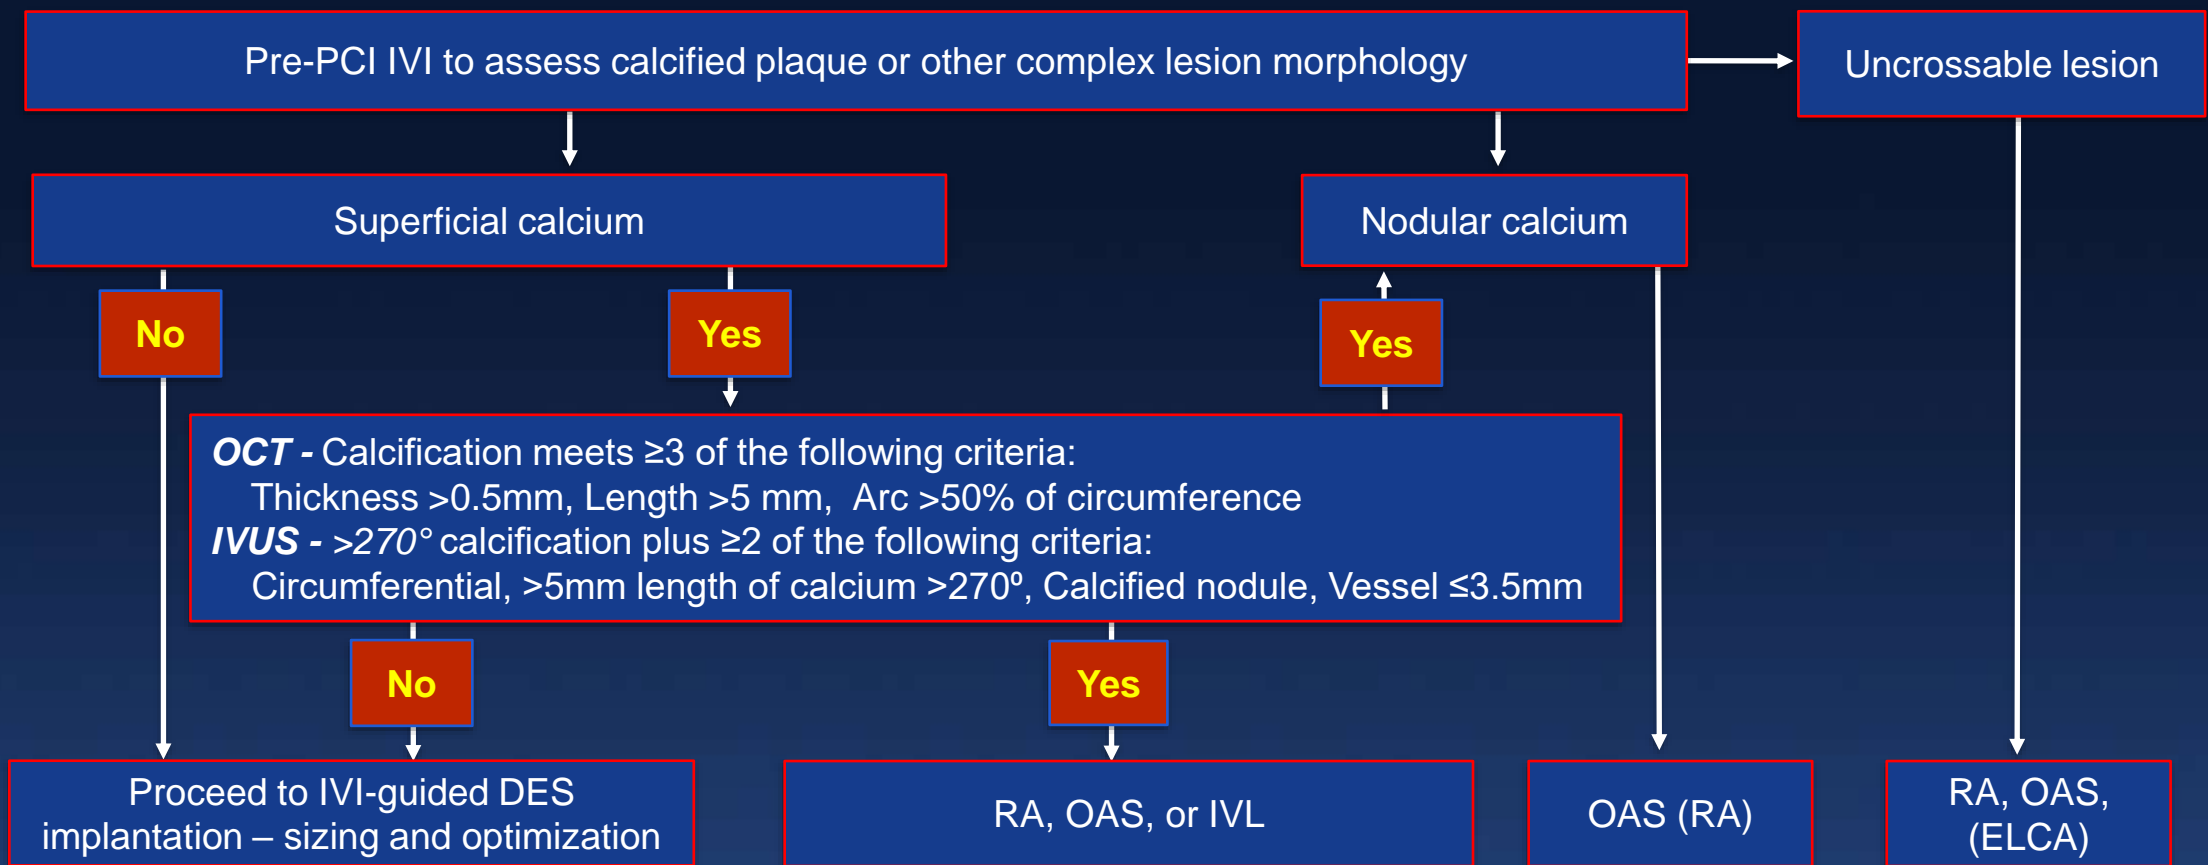 Pre-PCI IVI to assess calcified plaque or other complex lesion morphology
Uncrossable lesion
Superficial calcium
Nodular calcium
No
Yes
Yes
OCT - Calcification meets ≥3 of the following criteria:
Thickness >0.5mm, Length >5 mm, Arc >50% of circumference
IVUS - >270° calcification plus ≥2 of the following criteria:
Circumferential, >5mm length of calcium >270º, Calcified nodule, Vessel ≤3.5mm
No
Yes
Proceed to IVI-guided DES
implantation – sizing and optimization
RA, OAS, or IVL
OAS (RA)
RA, OAS,
(ELCA)